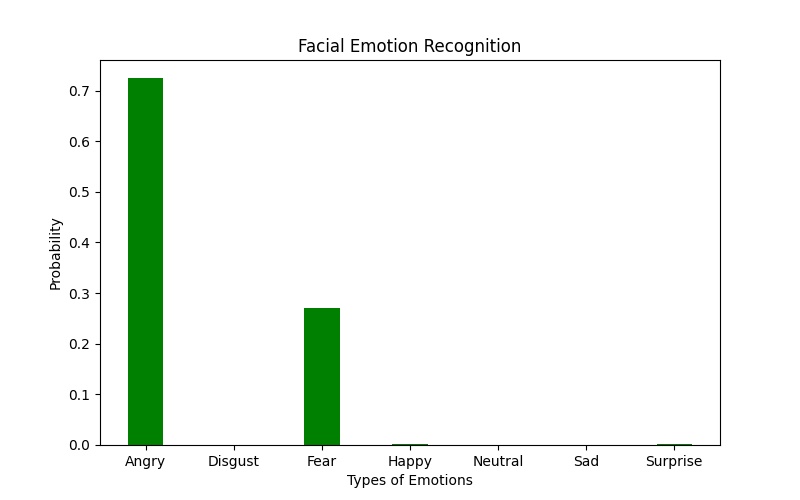 Facial Emotion Recognition
Probability
0.7
0.6
0.5
0.4
0.3
0.2
0.1
0.0
Angry Disgust Fear Happy Neutral Sad Surprise
Types of Emotions